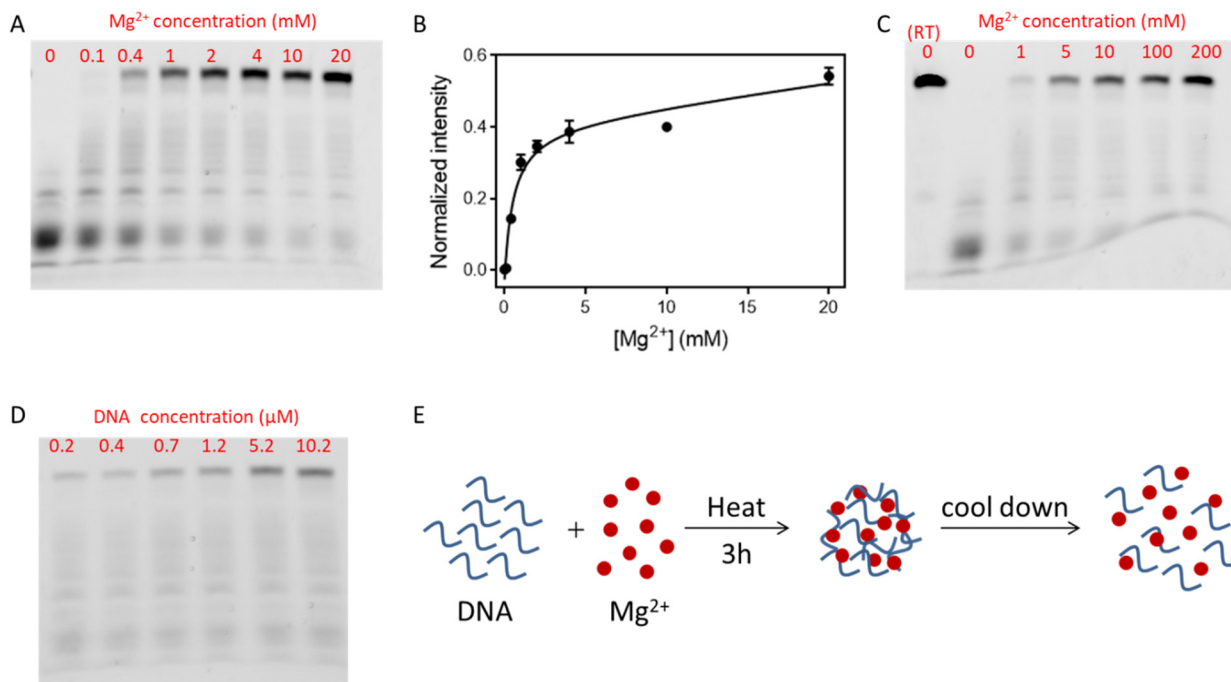 A
Mg²⁺ concentration (mM)
0 0.1 0.4 1 2 4 10 20
B
Normalized intensity
0.6
0.4
0.2
0.0
0 5 10 15 20
[Mg²⁺] (mM)
C
Mg²⁺ concentration (mM)
(RT)
0 0 1 5 10 100 200
D
DNA concentration (µM)
0.2 0.4 0.7 1.2 5.2 10.2
E
+
Heat
3h
cool down
DNA
Mg²⁺